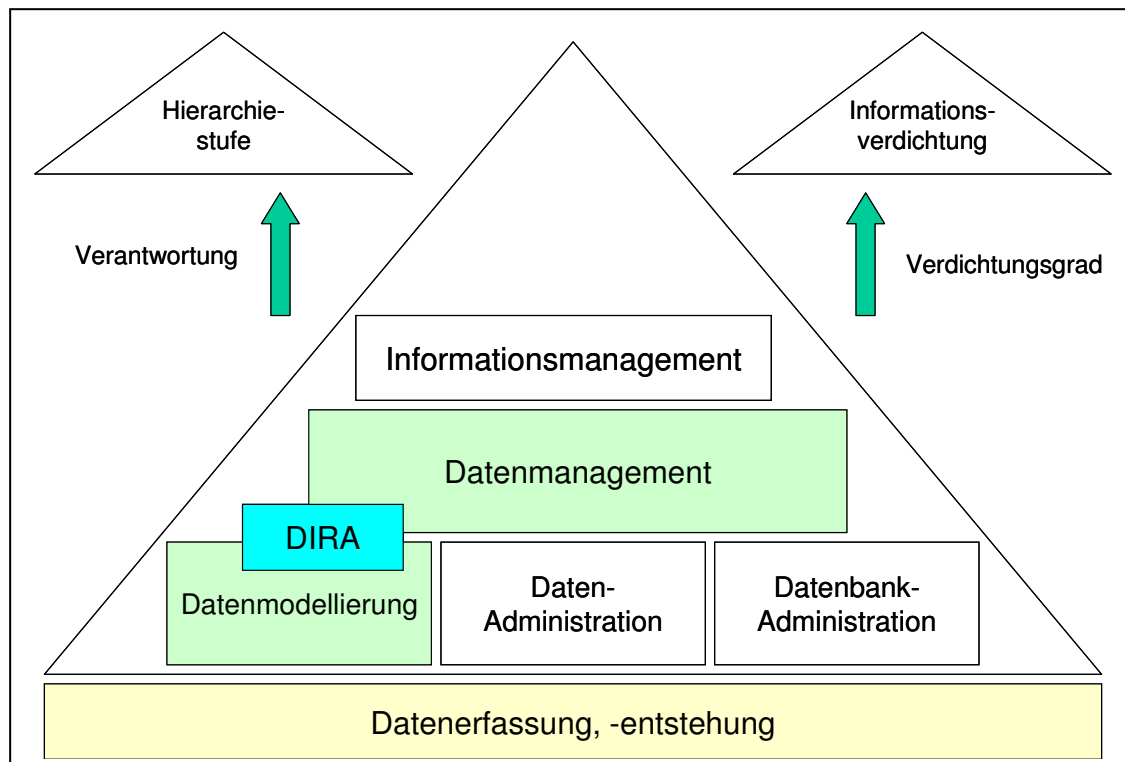 Hierarchie-
stufe
Informations-
verdichtung
Verantwortung
Verdichtungsgrad
Informationsmanagement
Datenmanagement
DIRA
Datenmodellierung
Daten-
Administration
Datenbank-
Administration
Datenerfassung, -entstehung